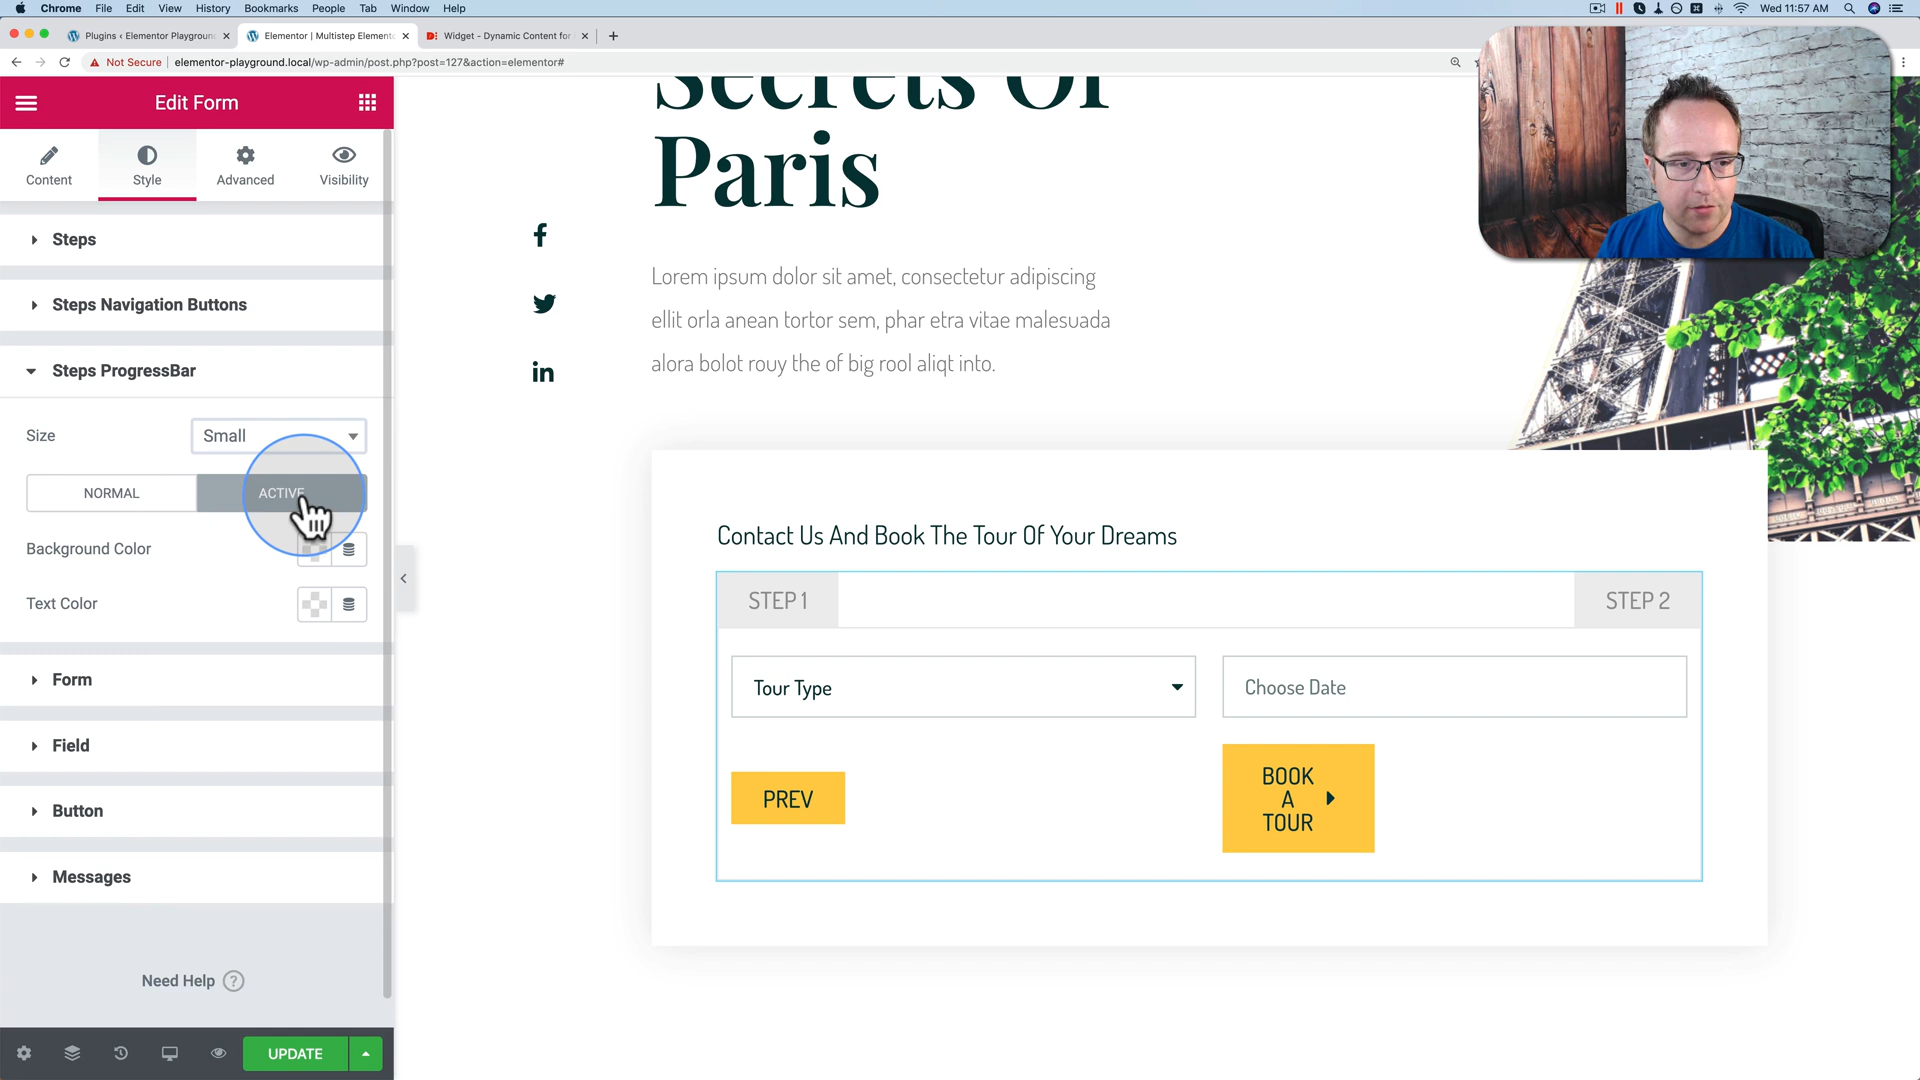 Chrome File Edit View History Bookmarks People Tab Window Help
Wed 11:57 AM
Plugins ‹ Elementor Playground
Elementor | Multistep Elemento
Widget - Dynamic Content for
Not Secure
elementor-playground.local/wp-admin/post.php?post=127&action=elementor#
Edit Form
Content
Style
Advanced
Visibility
Steps
Steps Navigation Buttons
Steps ProgressBar
Size
Small
NORMAL
ACTIVE
Background Color
Text Color
Form
Field
Button
Messages
Need Help ?
UPDATE
Secrets Of
Paris
Lorem ipsum dolor sit amet, consectetur adipiscing
ellit orla anean tortor sem, phar etra vitae malesuada
alora bolot rouy the of big rool aliqt into.
Contact Us And Book The Tour Of Your Dreams
STEP 1
STEP 2
Tour Type
Choose Date
PREV
BOOK
A
TOUR